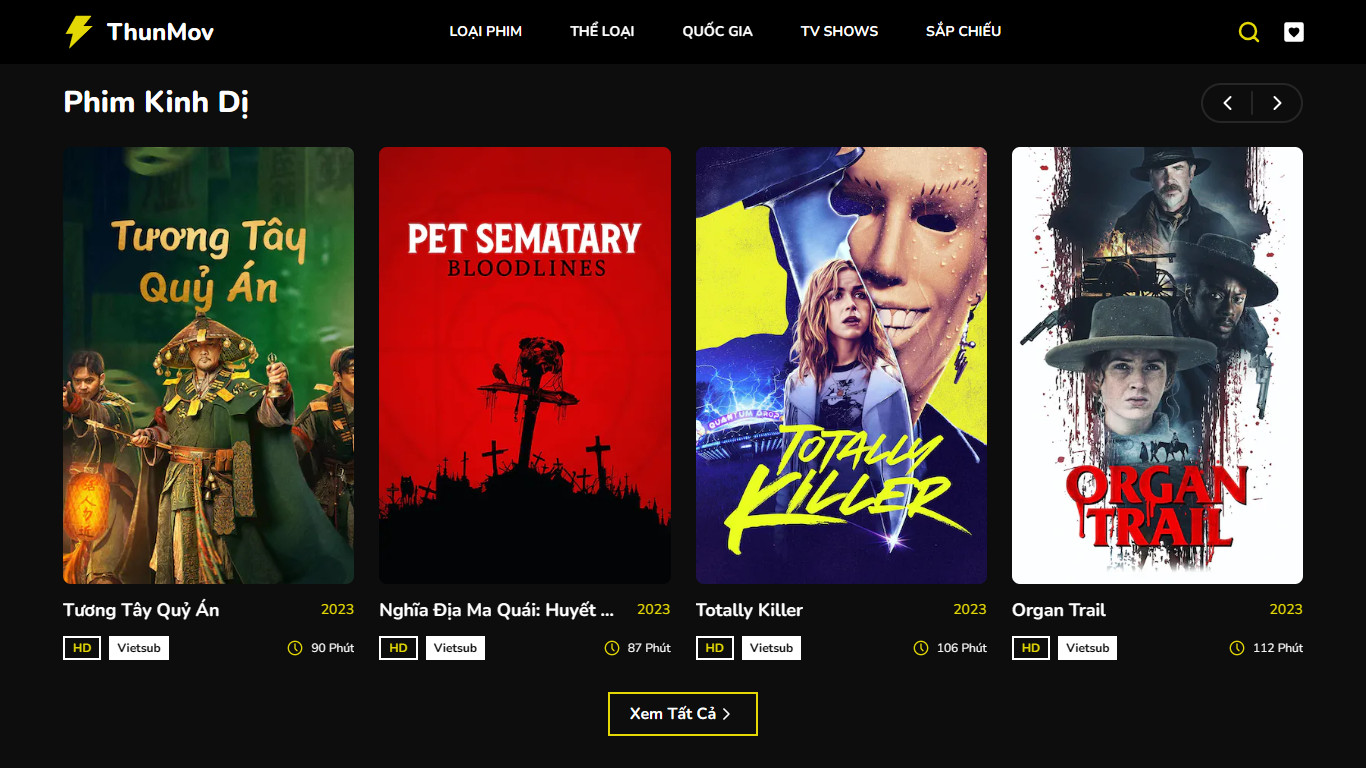 ThunMov
LOẠI PHIM
THỂ LOẠI
QUỐC GIA
TV SHOWS
SẮP CHIẾU
Phim Kinh Dị
Tương Tây
Quỷ Án
PET SEMATARY
BLOODLINES
QUANTUM DROP
TOTALLY
KILLER
ORGAN
TRAIL
Tương Tây Quỷ Án 2023
HD Vietsub 90 Phút
Nghĩa Địa Ma Quái: Huyết ... 2023
HD Vietsub 87 Phút
Totally Killer 2023
HD Vietsub 106 Phút
Organ Trail 2023
HD Vietsub 112 Phút
Xem Tất Cả